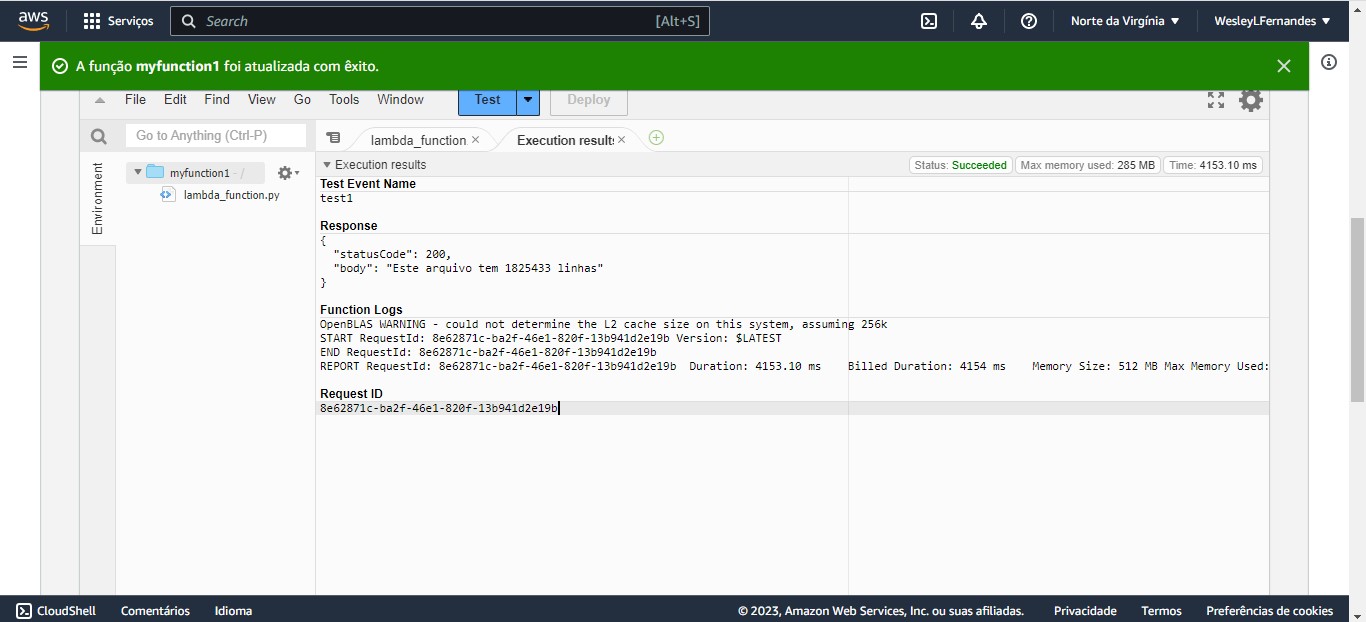 aws
Serviços
Search
[Alt+S]
Norte da Virgínia
WesleyLFernandes
A função myfunction1 foi atualizada com êxito.
File Edit Find View Go Tools Window
Test
Deploy
Go to Anything (Ctrl-P)
lambda_function
Execution results
Environment
myfunction1 - /
lambda_function.py
Execution results
Status: Succeeded
Max memory used: 285 MB
Time: 4153.10 ms
Test Event Name
test1
Response
{
"statusCode": 200,
"body": "Este arquivo tem 1825433 linhas"
}
Function Logs
OpenBLAS WARNING - could not determine the L2 cache size on this system, assuming 256k
START RequestId: 8e62871c-ba2f-46e1-820f-13b941d2e19b Version: $LATEST
END RequestId: 8e62871c-ba2f-46e1-820f-13b941d2e19b
REPORT RequestId: 8e62871c-ba2f-46e1-820f-13b941d2e19b Duration: 4153.10 ms Billed Duration: 4154 ms Memory Size: 512 MB Max Memory Used:
Request ID
8e62871c-ba2f-46e1-820f-13b941d2e19b
CloudShell
Comentários
Idioma
© 2023, Amazon Web Services, Inc. ou suas afiliadas.
Privacidade
Termos
Preferências de cookies